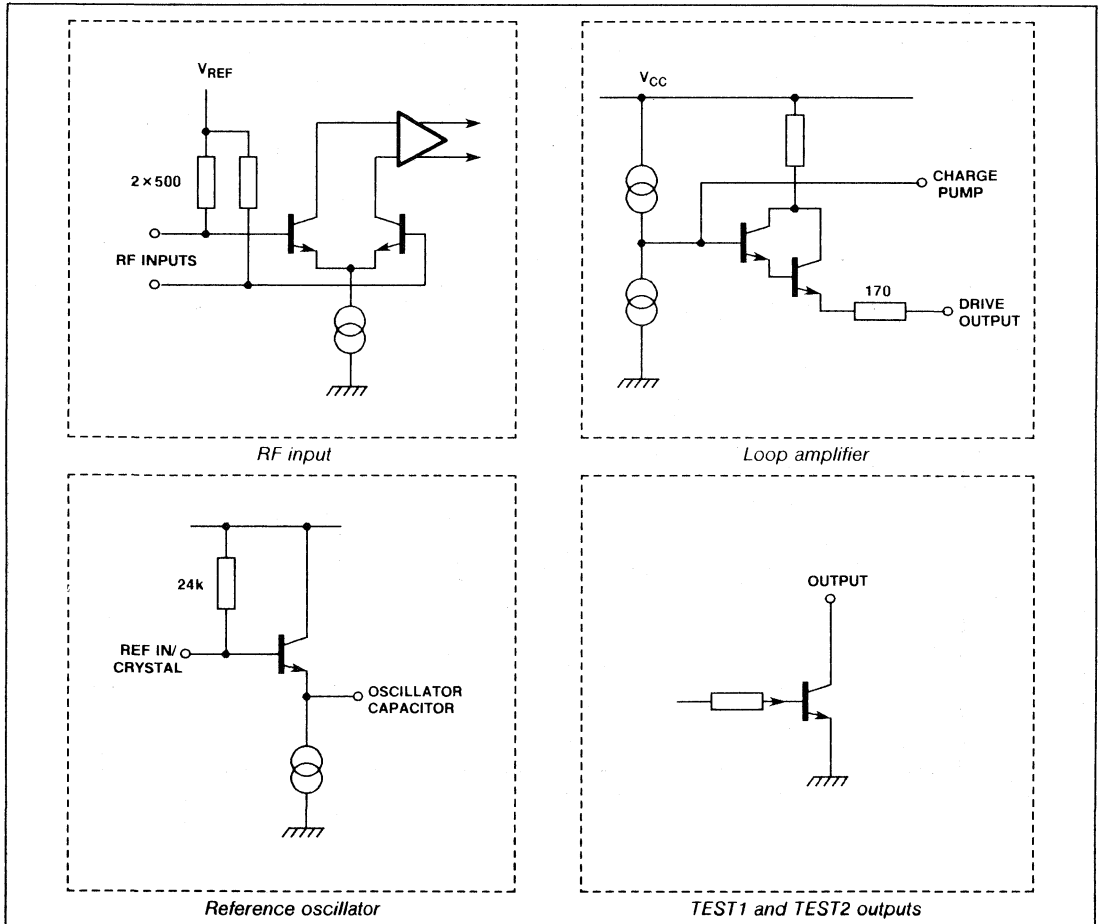 VREF
2×500
RF INPUTS
RF input
VCC
CHARGE
PUMP
170
DRIVE
OUTPUT
Loop amplifier
24k
REF IN/
CRYSTAL
OSCILLATOR
CAPACITOR
Reference oscillator
OUTPUT
TEST1 and TEST2 outputs